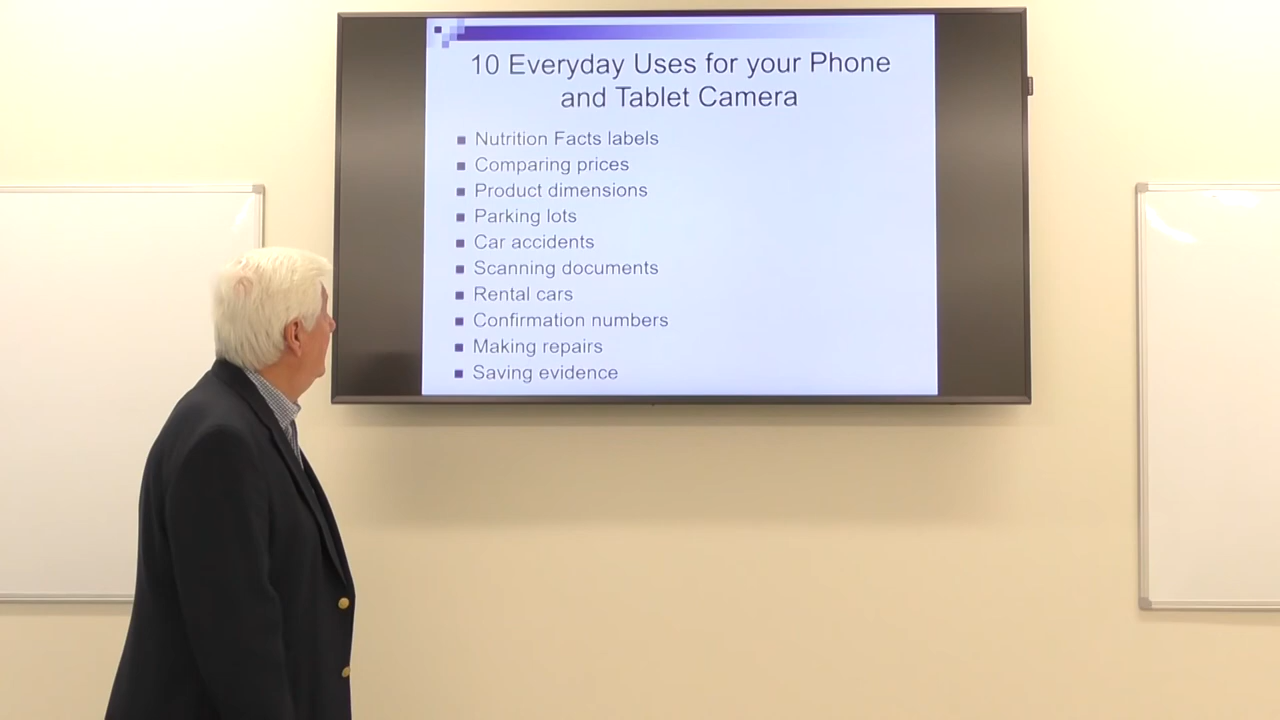 10 Everyday Uses for your Phone
and Tablet Camera
Nutrition Facts labels
Comparing prices
Product dimensions
Parking lots
Car accidents
Scanning documents
Rental cars
Confirmation numbers
Making repairs
Saving evidence